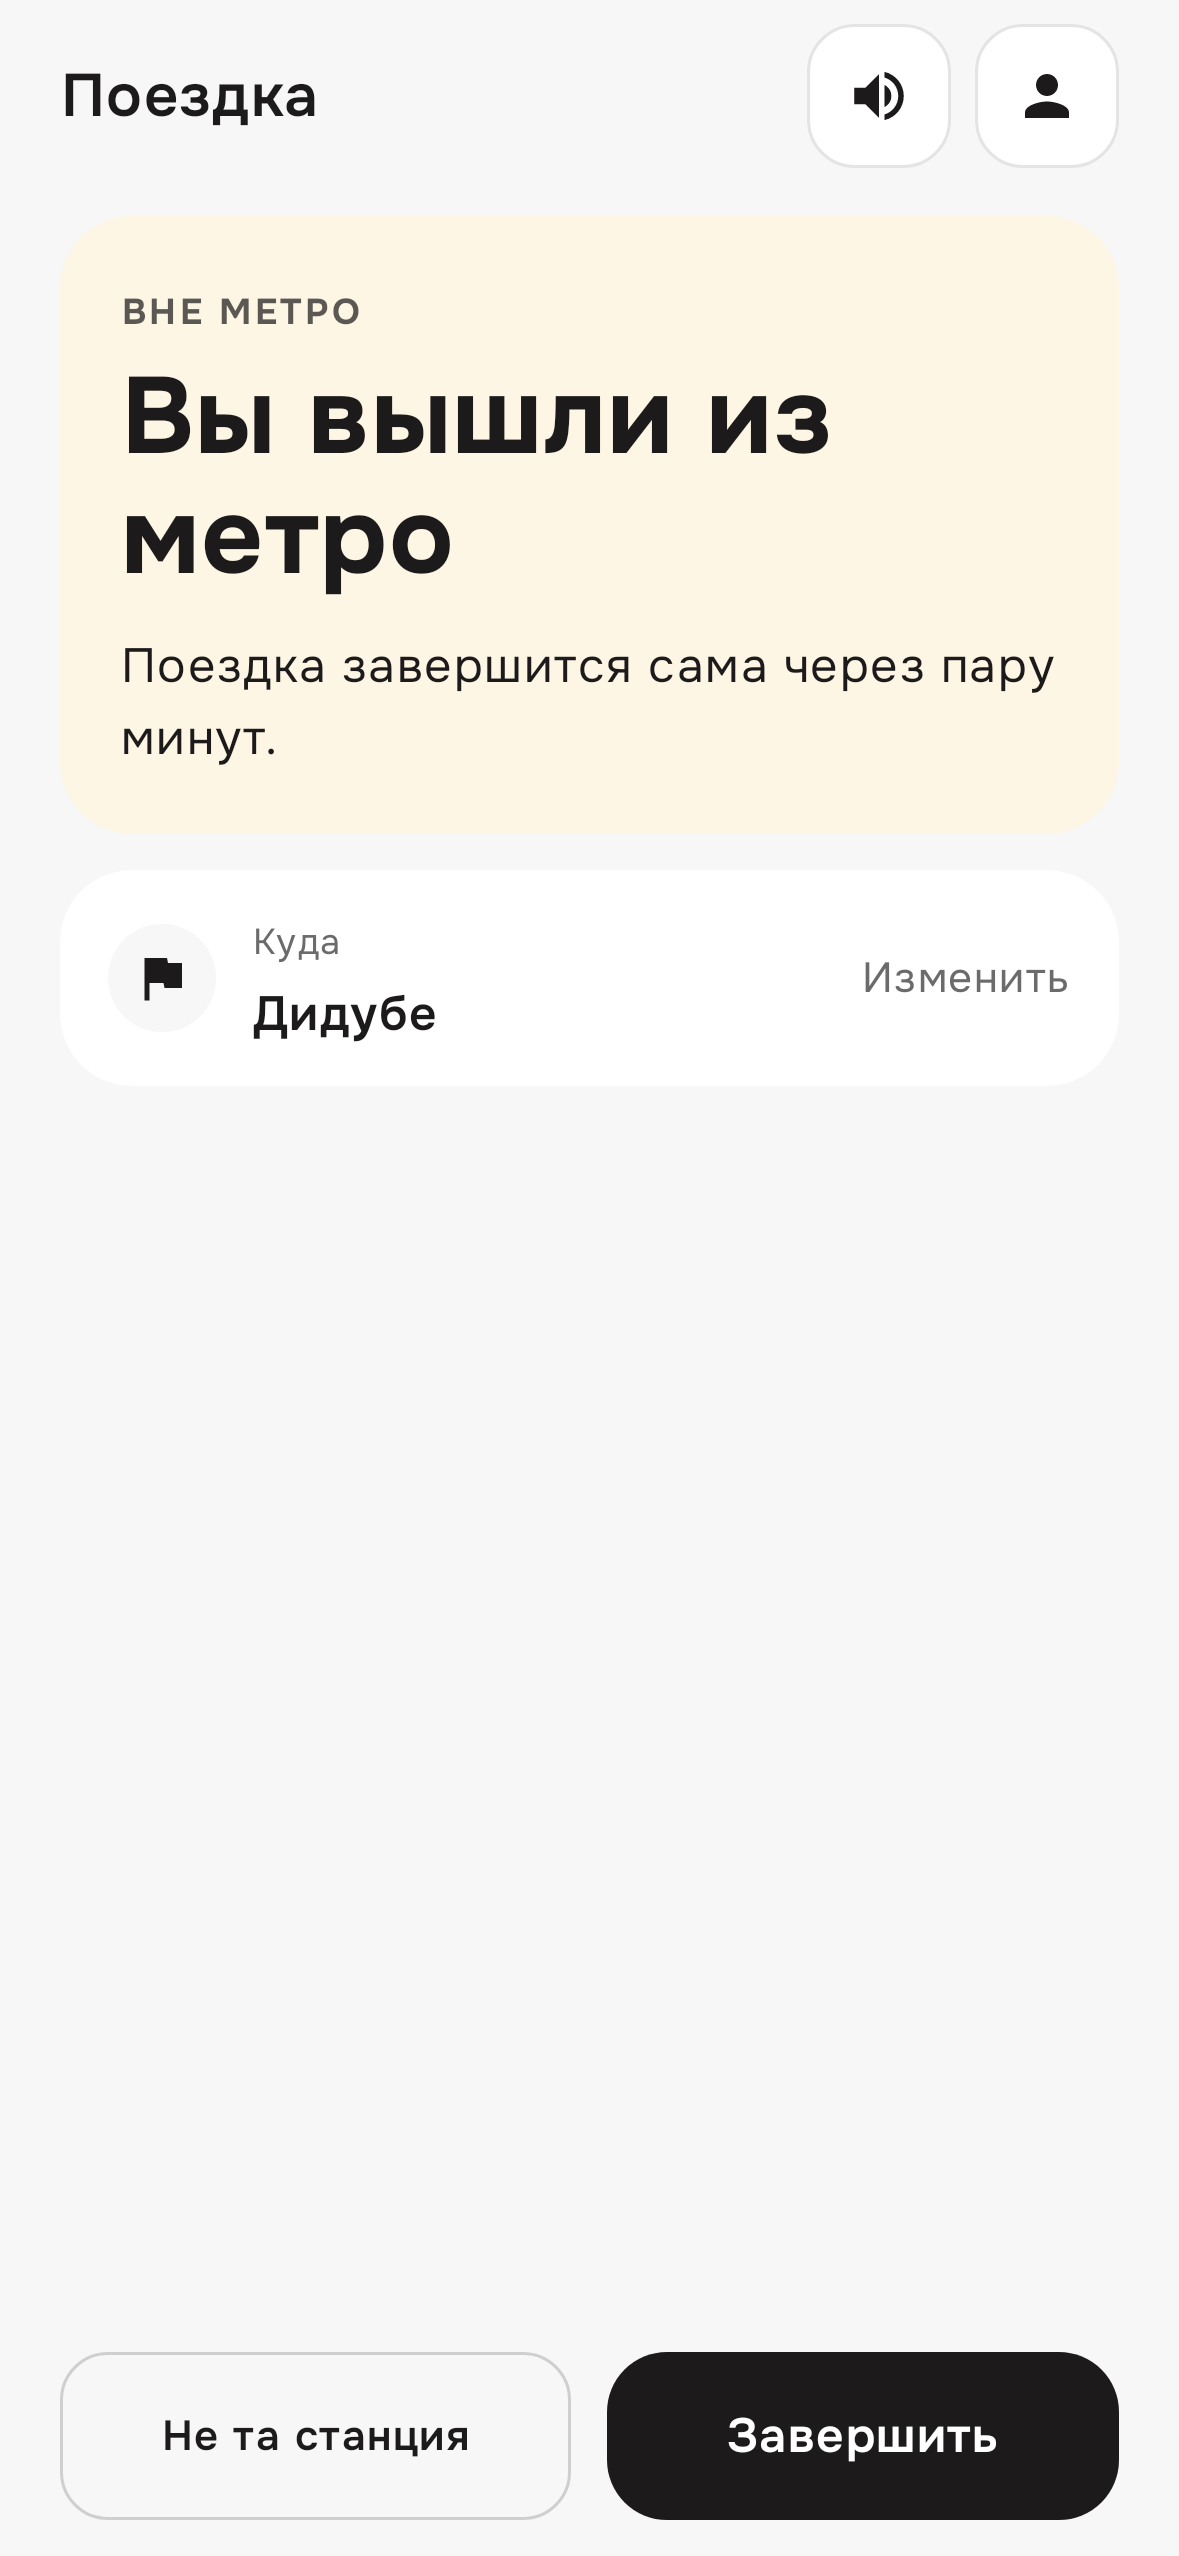 Поездка
ВНЕ МЕТРО
Вы вышли из
метро
Поездка завершится сама через пару
минут.
Куда
Дидубе
Изменить
Не та станция
Завершить